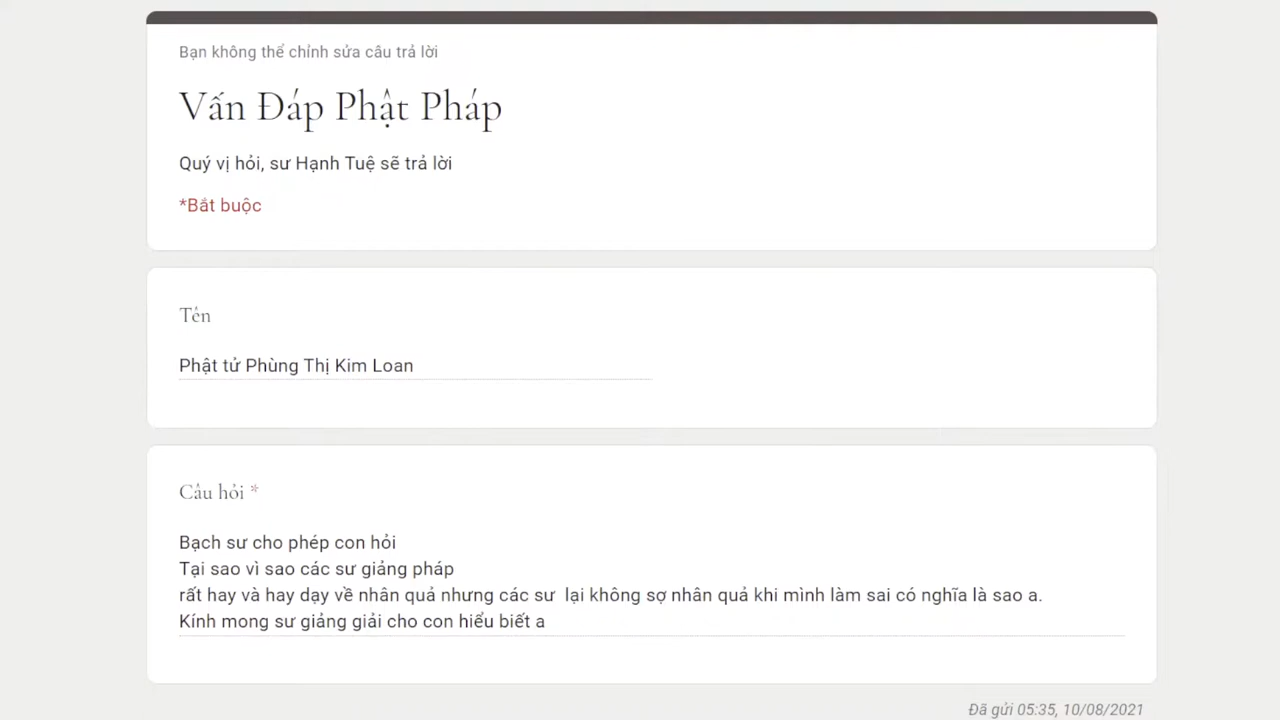 Bạn không thể chỉnh sửa câu trả lời
Vấn Đáp Phật Pháp
Quý vị hỏi, sư Hạnh Tuệ sẽ trả lời
*Bắt buộc
Tên
Phật tử Phùng Thị Kim Loan
Câu hỏi *
Bạch sư cho phép con hỏi
Tại sao vì sao các sư giảng pháp
rất hay và hay dạy về nhân quả nhưng các sư  lại không sợ nhân quả khi mình làm sai có nghĩa là sao a.
Kính mong sư giảng giải cho con hiểu biết a
Đã gửi 05:35, 10/08/2021